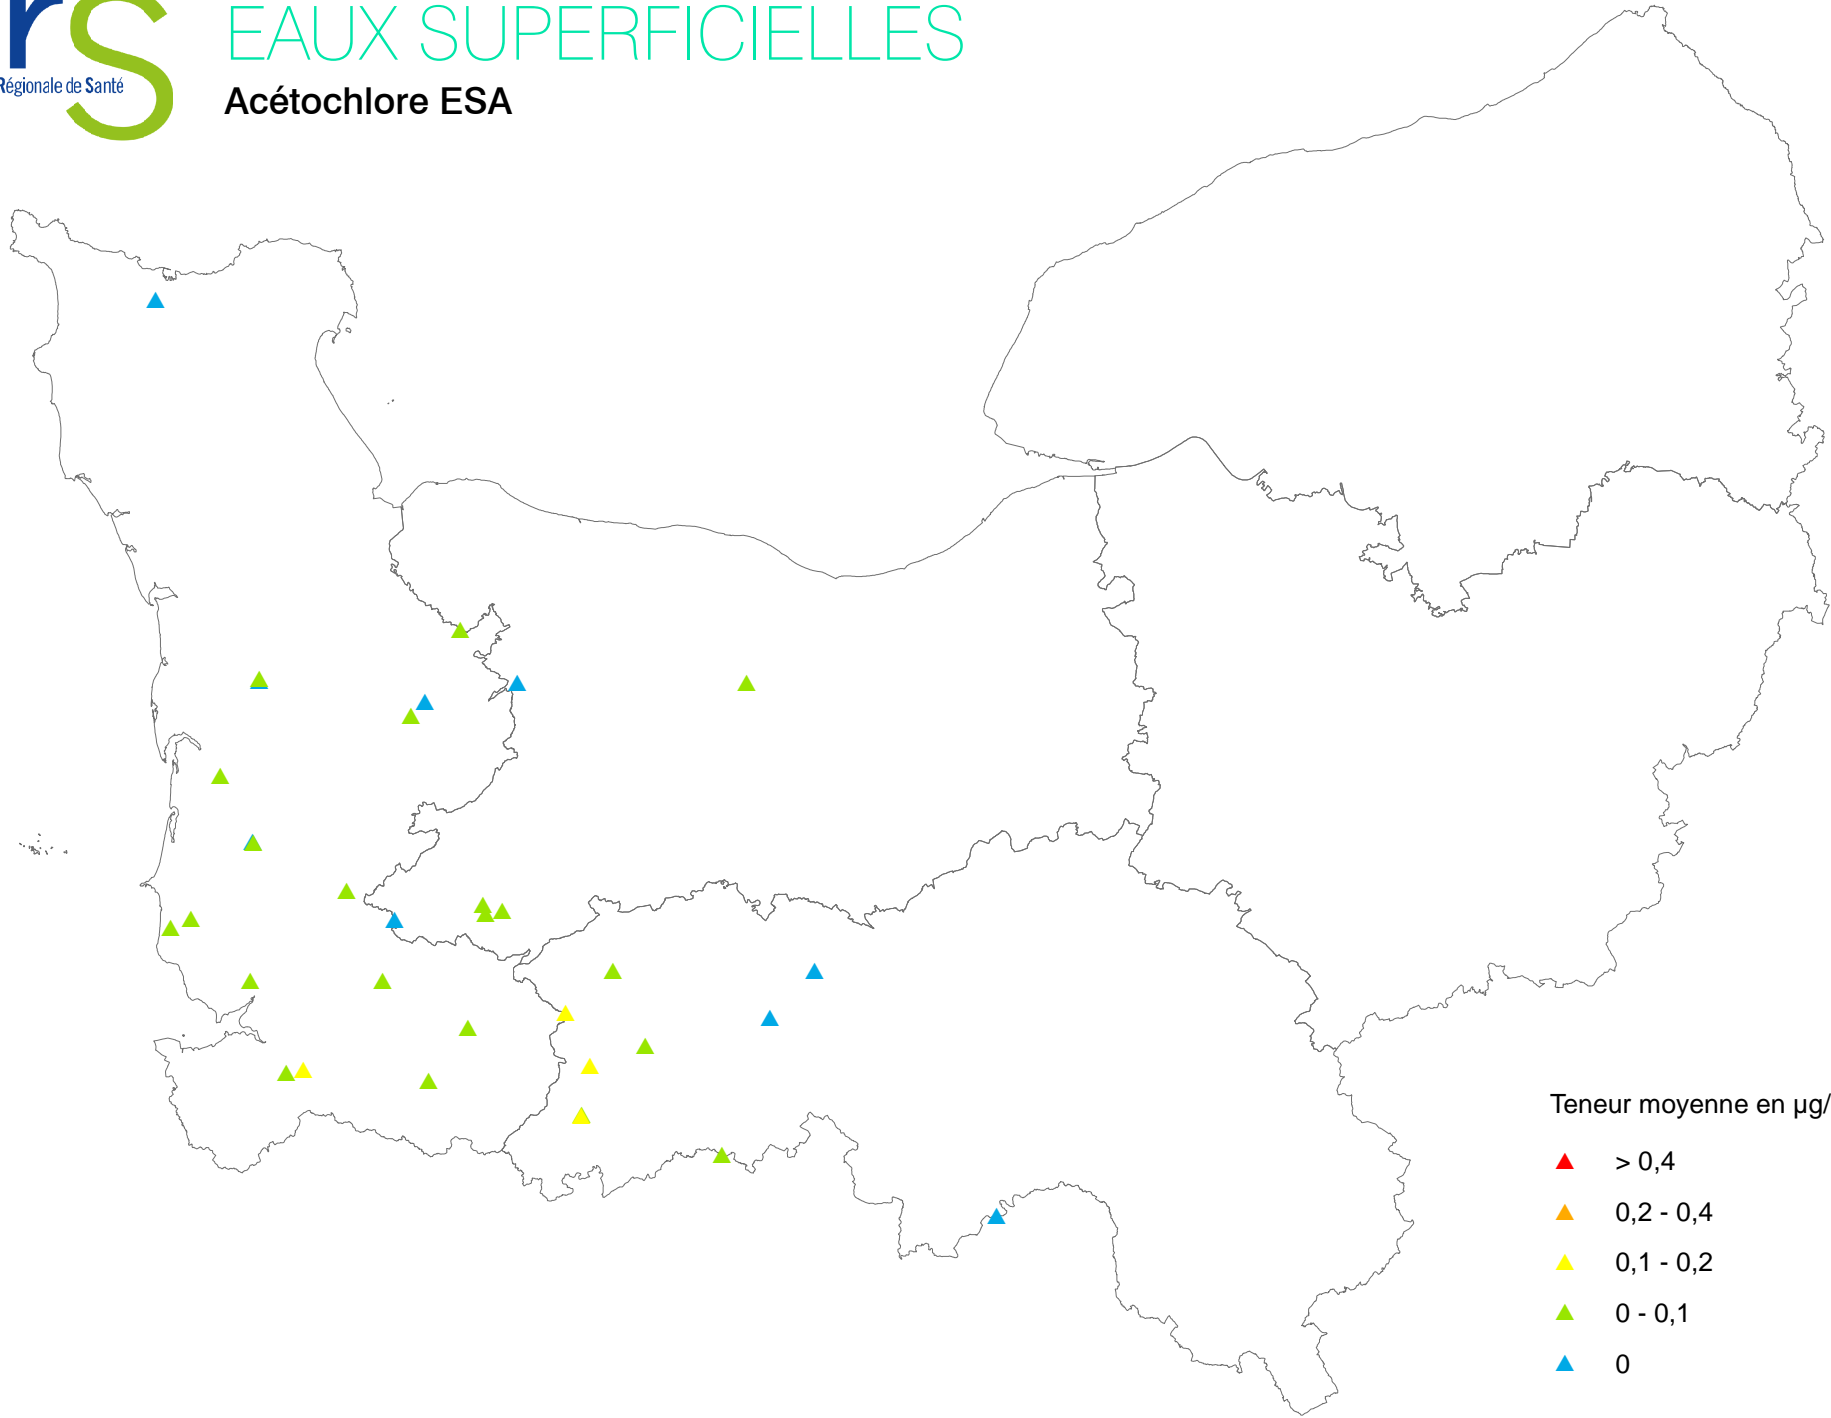 rS
EAUX SUPERFICIELLES
Régionale de Santé
Acétochlore ESA
Teneur moyenne en µg/
> 0,4
0,2 - 0,4
0,1 - 0,2
0 - 0,1
0